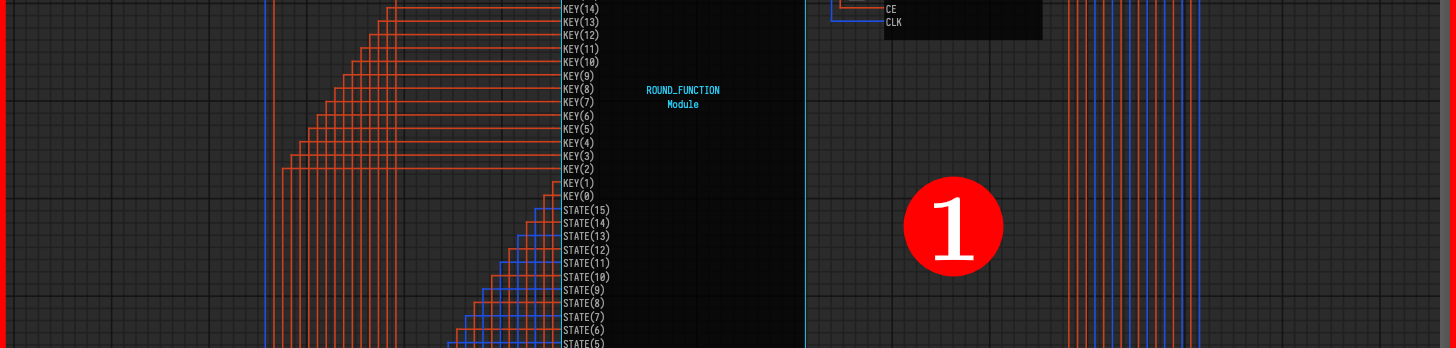 KEY(14)
KEY(13)
KEY(12)
KEY(11)
KEY(10)
KEY(9)
KEY(8)
KEY(7)
KEY(6)
KEY(5)
KEY(4)
KEY(3)
KEY(2)
KEY(1)
KEY(0)
STATE(15)
STATE(14)
STATE(13)
STATE(12)
STATE(11)
STATE(10)
STATE(9)
STATE(8)
STATE(7)
STATE(6)
STATE(5)
ROUND_FUNCTION
Module
CE
CLK
1